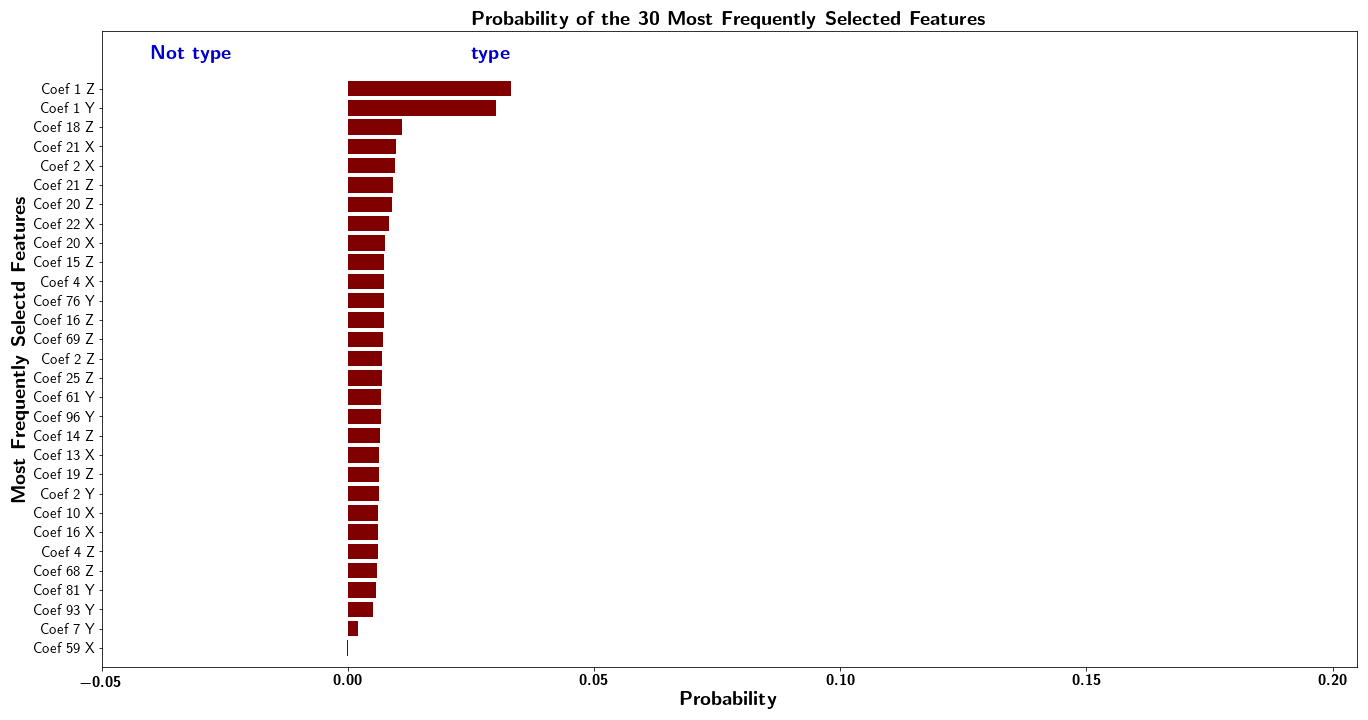 Probability of the 30 Most Frequently Selected Features
Not type
type
Most Frequently Selectd Features
Coef 1 Z
Coef 1 Y
Coef 18 Z
Coef 21 X
Coef 2 X
Coef 21 Z
Coef 20 Z
Coef 22 X
Coef 20 X
Coef 15 Z
Coef 4 X
Coef 76 Y
Coef 16 Z
Coef 69 Z
Coef 2 Z
Coef 25 Z
Coef 61 Y
Coef 96 Y
Coef 14 Z
Coef 13 X
Coef 19 Z
Coef 2 Y
Coef 10 X
Coef 16 X
Coef 4 Z
Coef 68 Z
Coef 81 Y
Coef 93 Y
Coef 7 Y
Coef 59 X
−0.05 0.00 0.05 0.10 0.15 0.20
Probability